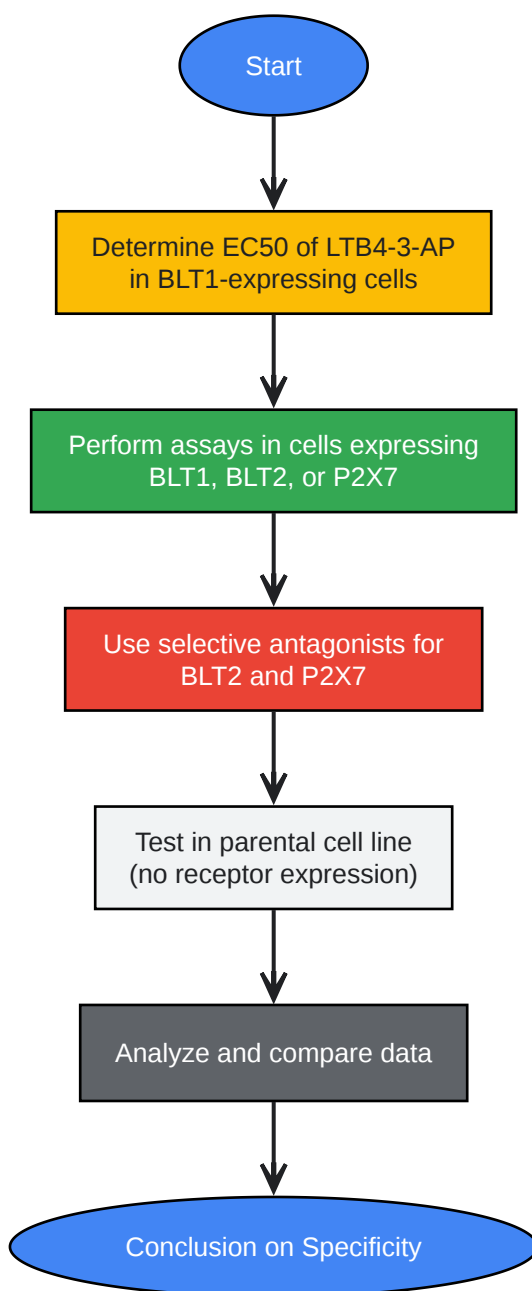 Start
Determine EC50 of LTB4-3-AP
in BLT1-expressing cells
Perform assays in cells expressing
BLT1, BLT2, or P2X7
Use selective antagonists for
BLT2 and P2X7
Test in parental cell line
(no receptor expression)
Analyze and compare data
Conclusion on Specificity